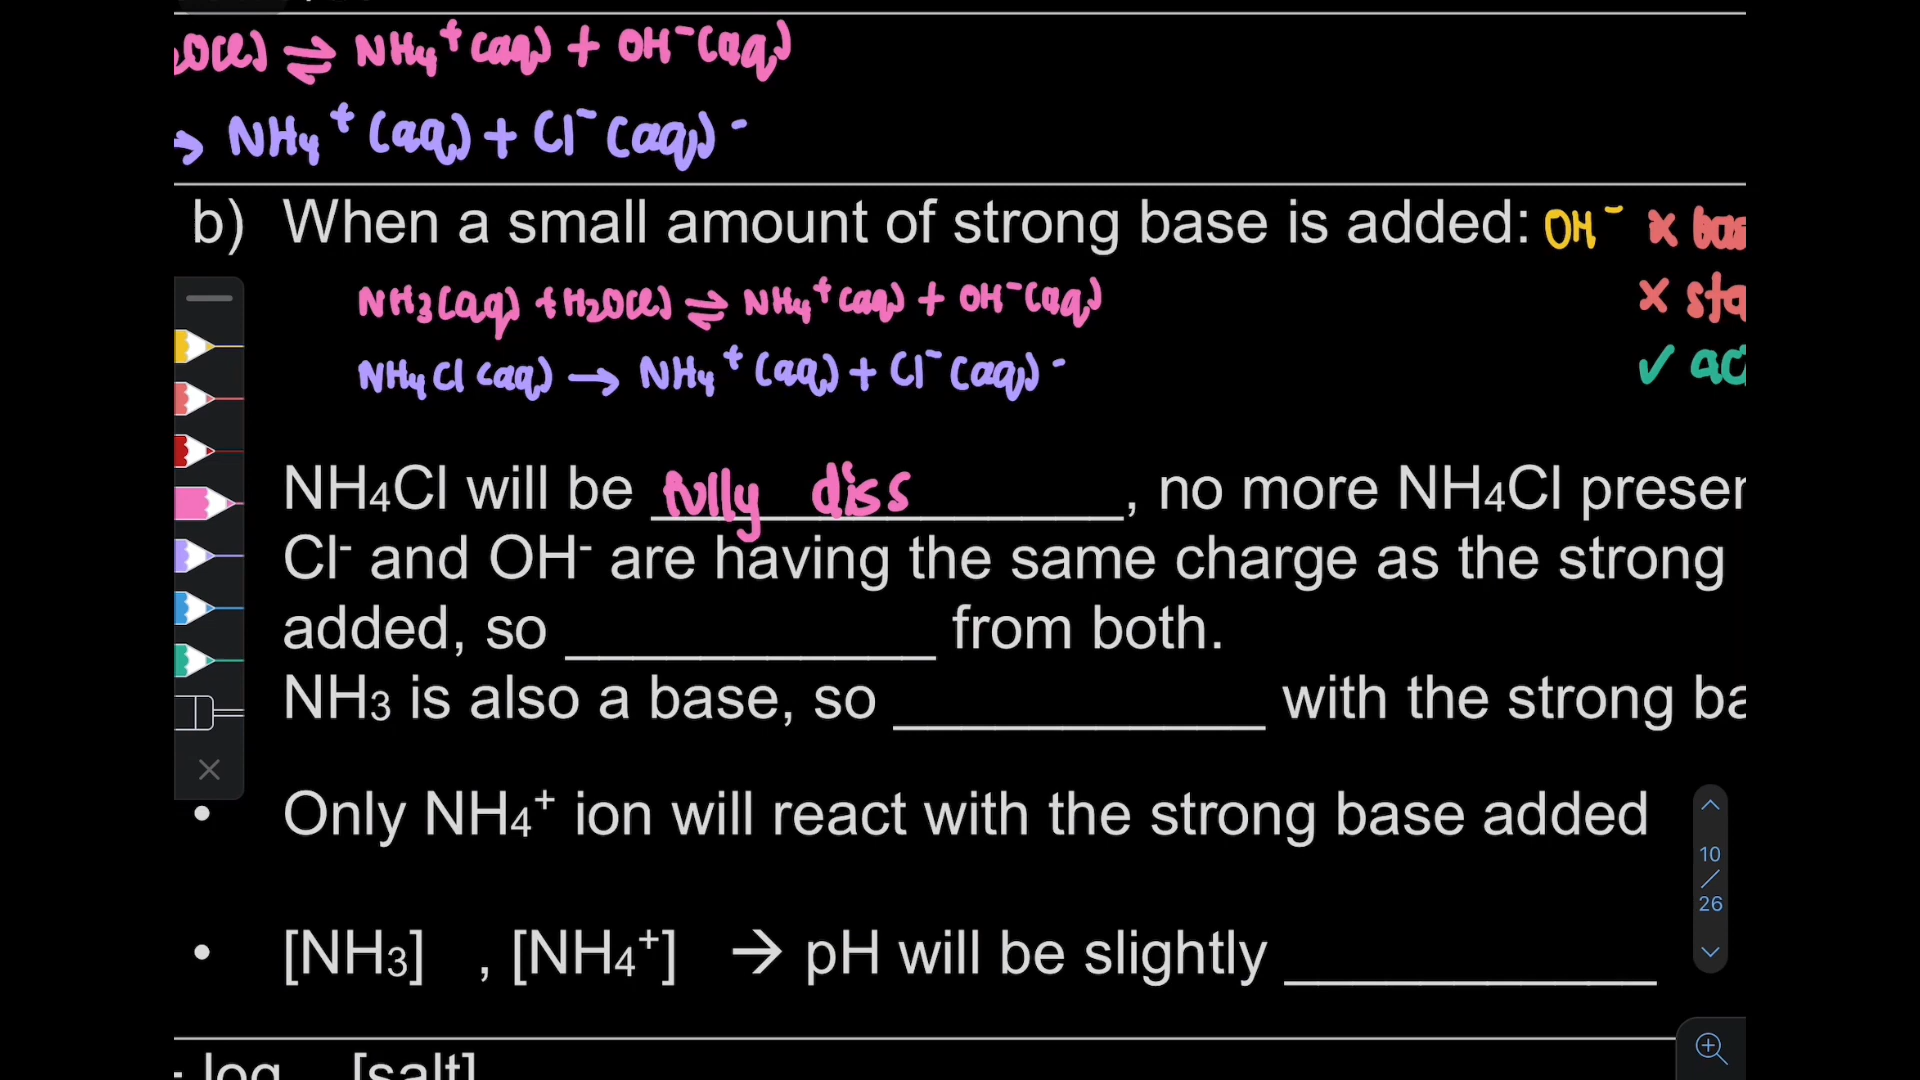 NH₄⁺(aq) + OH⁻(aq)
→ NH₄⁺(aq) + Cl⁻(aq)
b) When a small amount of strong base is added: OH⁻ ×
NH₃(aq) + H₂O(l) ⇌ NH₄⁺(aq) + OH⁻(aq) ×
NH₄Cl(aq) → NH₄⁺(aq) + Cl⁻(aq) ✓
NH₄Cl will be fully diss, no more NH₄Cl
Cl⁻ and OH⁻ are having the same charge as the strong
added, so ______ from both.
NH₃ is also a base, so ______ with the strong
• Only NH₄⁺ ion will react with the strong base added
10
/
26
• [NH₃] , [NH₄⁺] → pH will be slightly ______
log [salt]